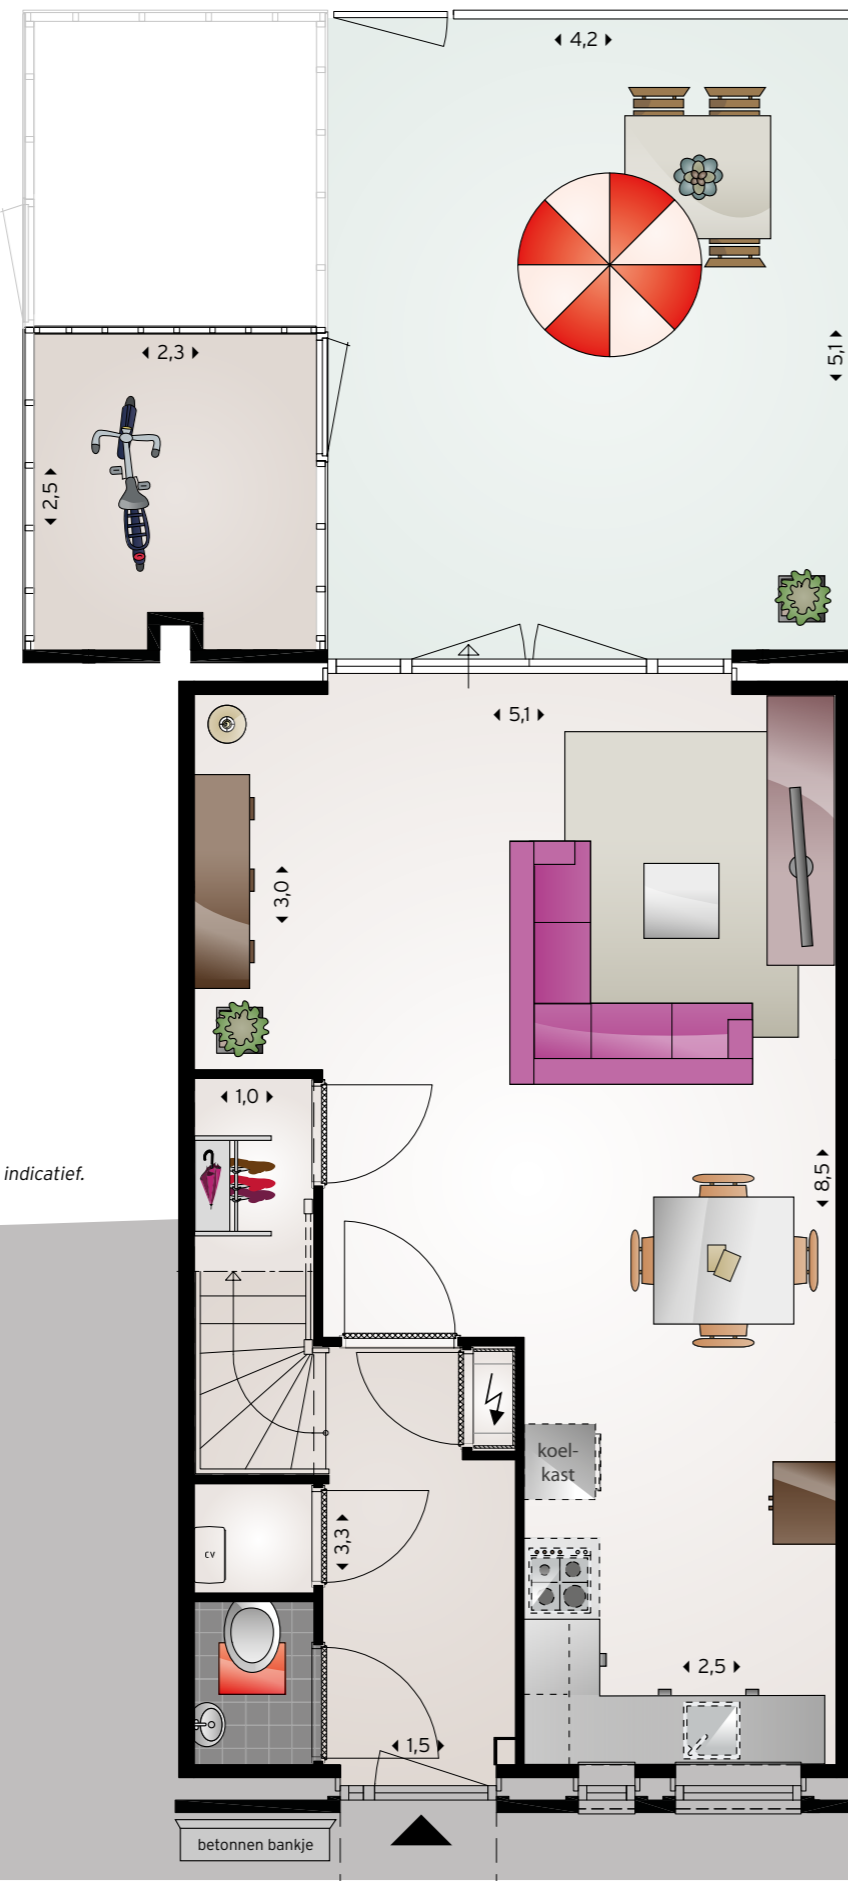 4,2
5,1
2,3
2,5
5,1
3,0
1,0
indicatief.
8,5
koel-
kast
3,3
CV
2,5
1,5
betonnen bankje